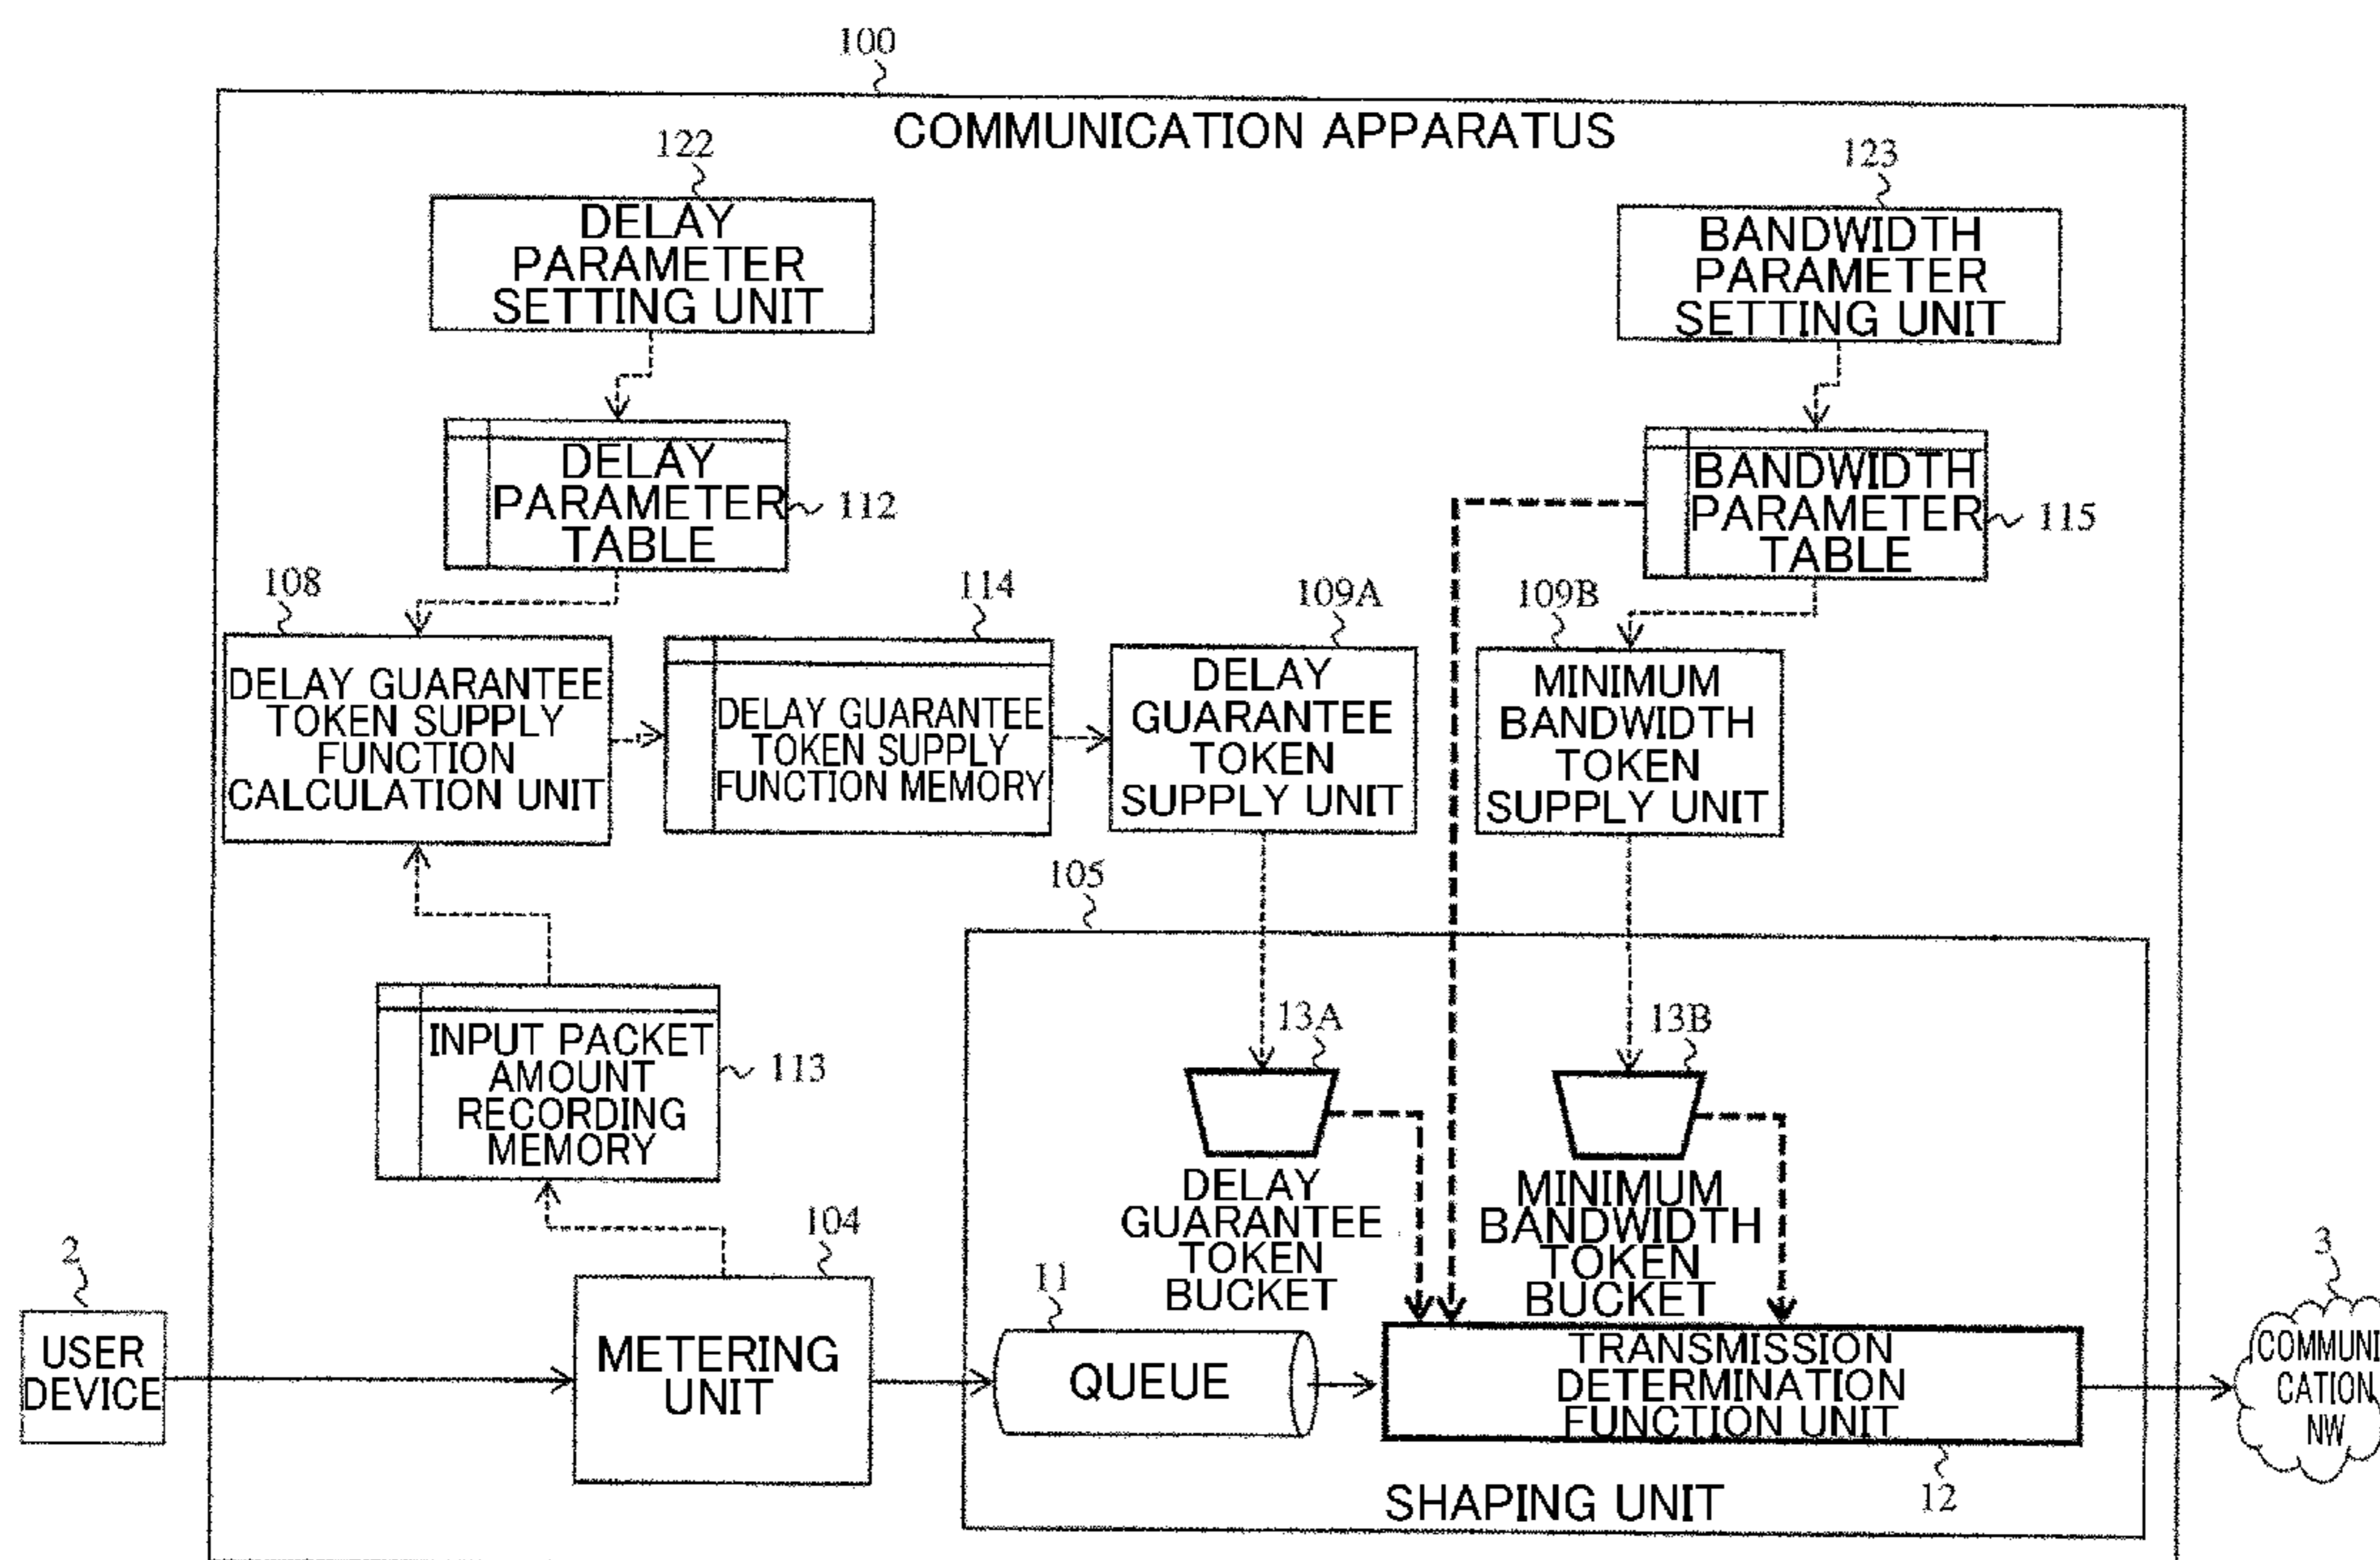 100
COMMUNICATION APPARATUS
122
DELAY
PARAMETER
SETTING UNIT
123
BANDWIDTH
PARAMETER
SETTING UNIT
DELAY
PARAMETER
TABLE
112
BANDWIDTH
PARAMETER
TABLE
115
108
DELAY GUARANTEE
TOKEN SUPPLY
FUNCTION
CALCULATION UNIT
114
DELAY GUARANTEE
TOKEN SUPPLY
FUNCTION MEMORY
109A
DELAY
GUARANTEE
TOKEN
SUPPLY UNIT
109B
MINIMUM
BANDWIDTH
TOKEN
SUPPLY UNIT
105
INPUT PACKET
AMOUNT
RECORDING
MEMORY
113
13A
DELAY
GUARANTEE
TOKEN
BUCKET
13B
MINIMUM
BANDWIDTH
TOKEN
BUCKET
2
USER
DEVICE
104
METERING
UNIT
11
QUEUE
TRANSMISSION
DETERMINATION
FUNCTION UNIT
12
SHAPING UNIT
3
COMMUNI
CATION
NW